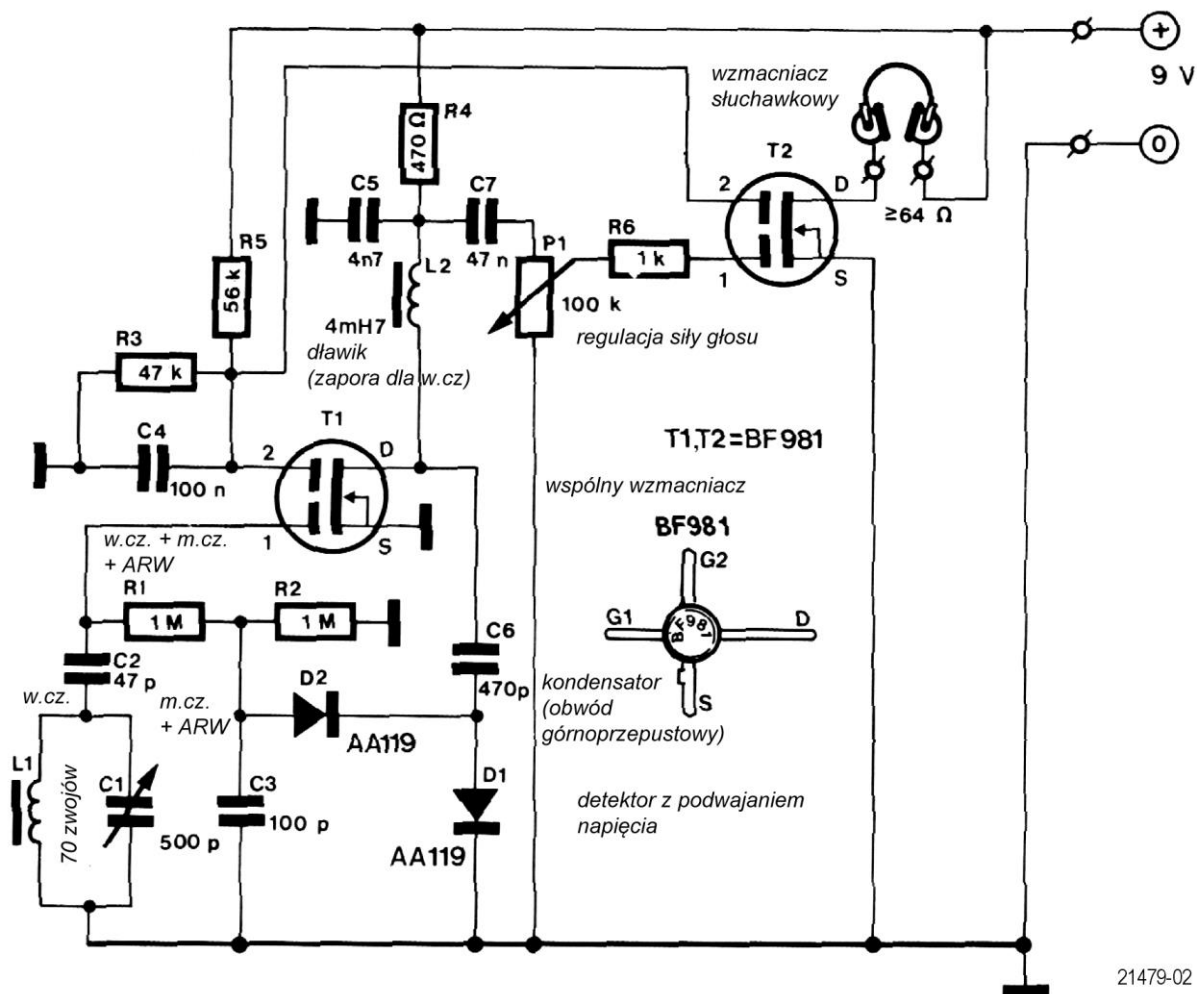 +
9 V
0
wzmacniacz
słuchawkowy
≥64 Ω
R4
470 Ω
C5
4n7
C7
47 n
L2
4mH7
dławik
(zapora dla w.cz)
P1
100 k
regulacja siły głosu
R6
1 k
T2
2
1
D
S
R5
56 k
R3
47 k
C4
100 n
T1
2
1
D
S
T1,T2=BF981
wspólny wzmacniacz
BF981
G2
G1
D
BF981
S
w.cz. + m.cz.
+ ARW
R1
1 M
R2
1 M
C2
47 p
w.cz.
m.cz.
+ ARW
D2
AA119
C6
470p
kondensator
(obwód
górnoprzepustowy)
L1
70 zwojów
C1
500 p
C3
100 p
D1
AA119
detektor z podwajaniem
napięcia
21479-02